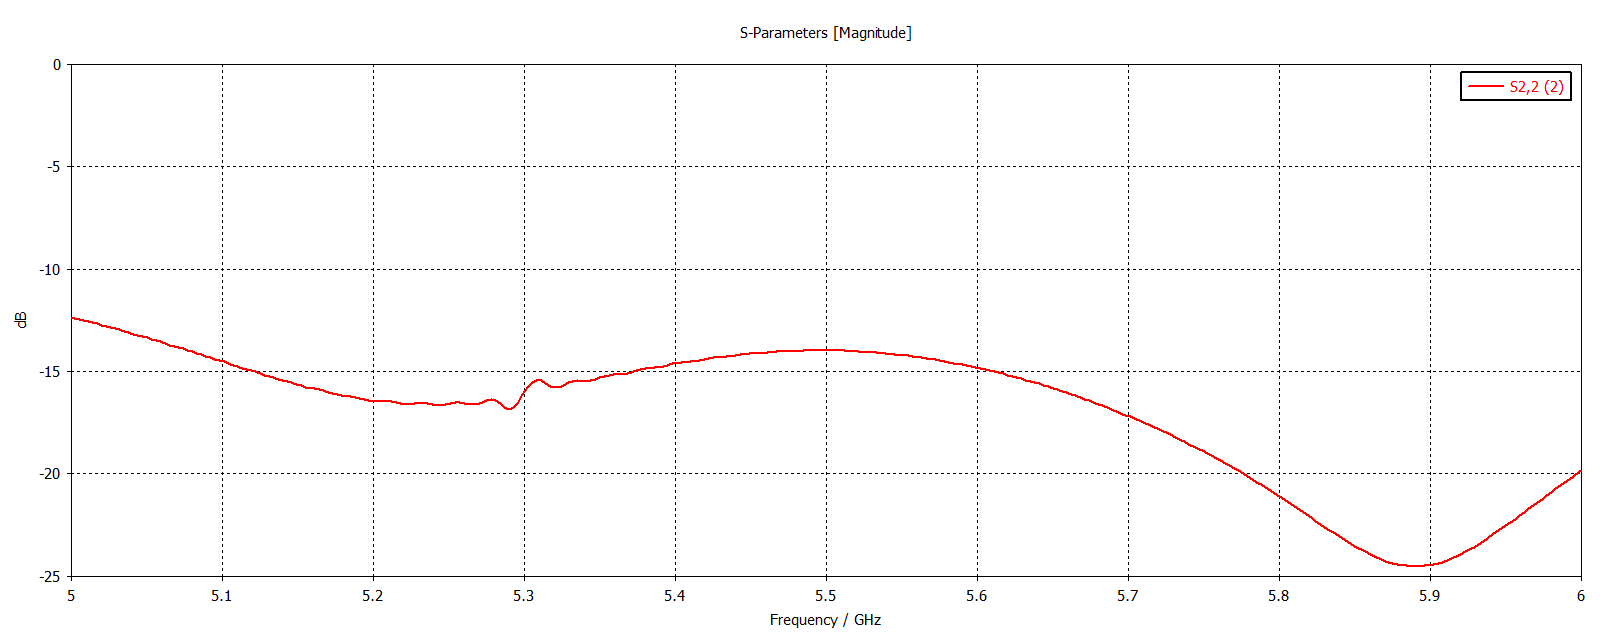 S-Parameters [Magnitude]
S2,2 (2)
0
-5
-10
-15
-20
-25
dB
5 5.1 5.2 5.3 5.4 5.5 5.6 5.7 5.8 5.9 6
Frequency / GHz